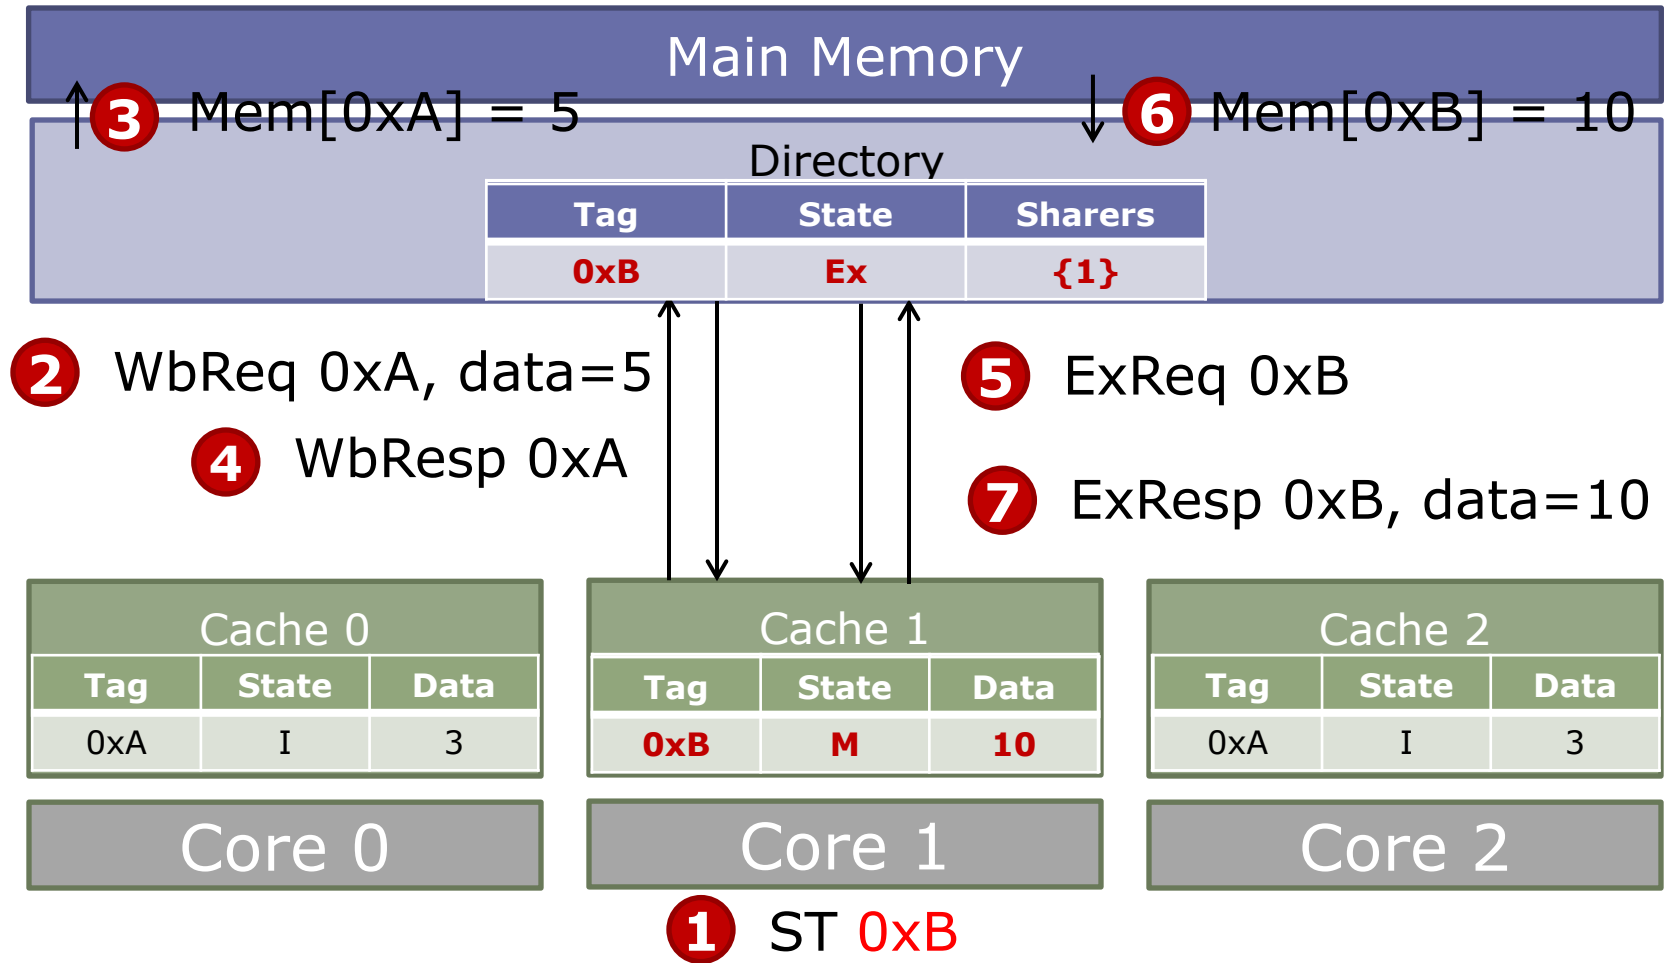 Main Memory
3 Mem[0xA] = 5
6 Mem[0xB] = 10
Directory
Tag State Sharers
0xB Ex {1}
2 WbReq 0xA, data=5
5 ExReq 0xB
4 WbResp 0xA
7 ExResp 0xB, data=10
Cache 0
Tag State Data
0xA I 3
Cache 1
Tag State Data
0xB M 10
Cache 2
Tag State Data
0xA I 3
Core 0
Core 1
Core 2
1 ST 0xB